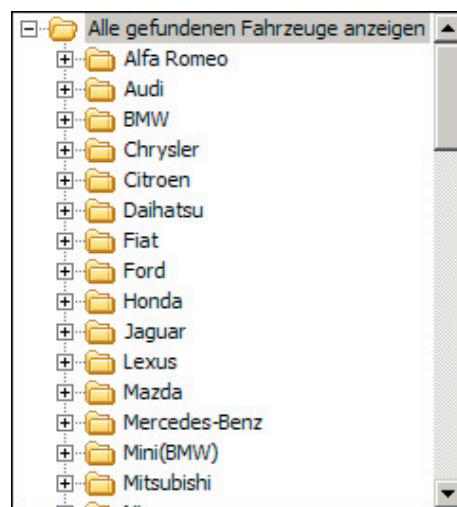 Alle gefundenen Fahrzeuge anzeigen
Alfa Romeo
Audi
BMW
Chrysler
Citroen
Daihatsu
Fiat
Ford
Honda
Jaguar
Lexus
Mazda
Mercedes-Benz
Mini(BMW)
Mitsubishi